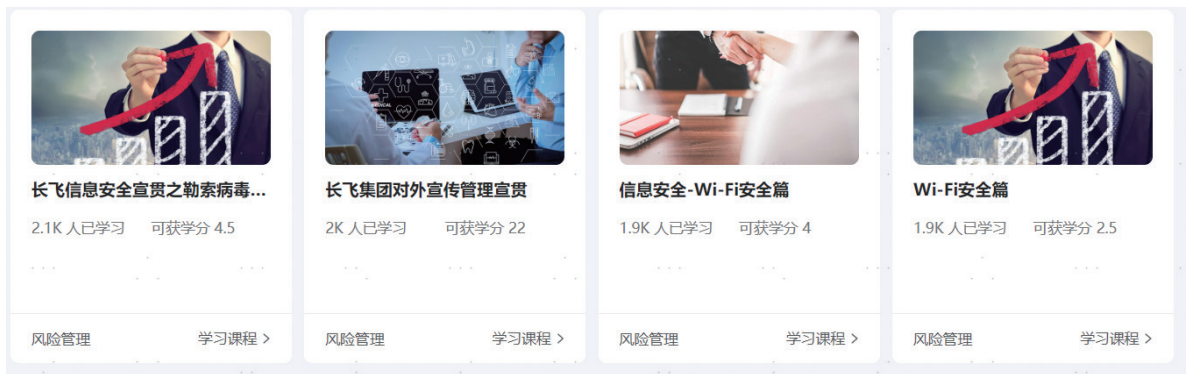 长飞信息安全宣贯之勒索病毒...
2.1K 人已学习 可获学分 4.5
风险管理 学习课程 >
MEDICAL
长飞集团对外宣传管理宣贯
2K 人已学习 可获学分 22
风险管理 学习课程 >
信息安全-Wi-Fi安全篇
1.9K 人已学习 可获学分 4
风险管理 学习课程 >
Wi-Fi安全篇
1.9K 人已学习 可获学分 2.5
风险管理 学习课程 >